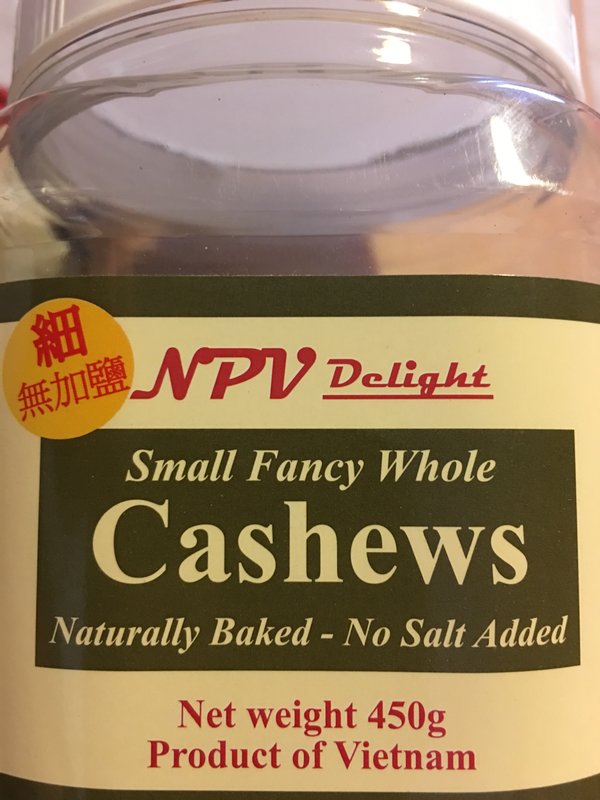 細
無加鹽
NPV Delight
Small Fancy Whole
Cashews
Naturally Baked - No Salt Added
Net weight 450g
Product of Vietnam